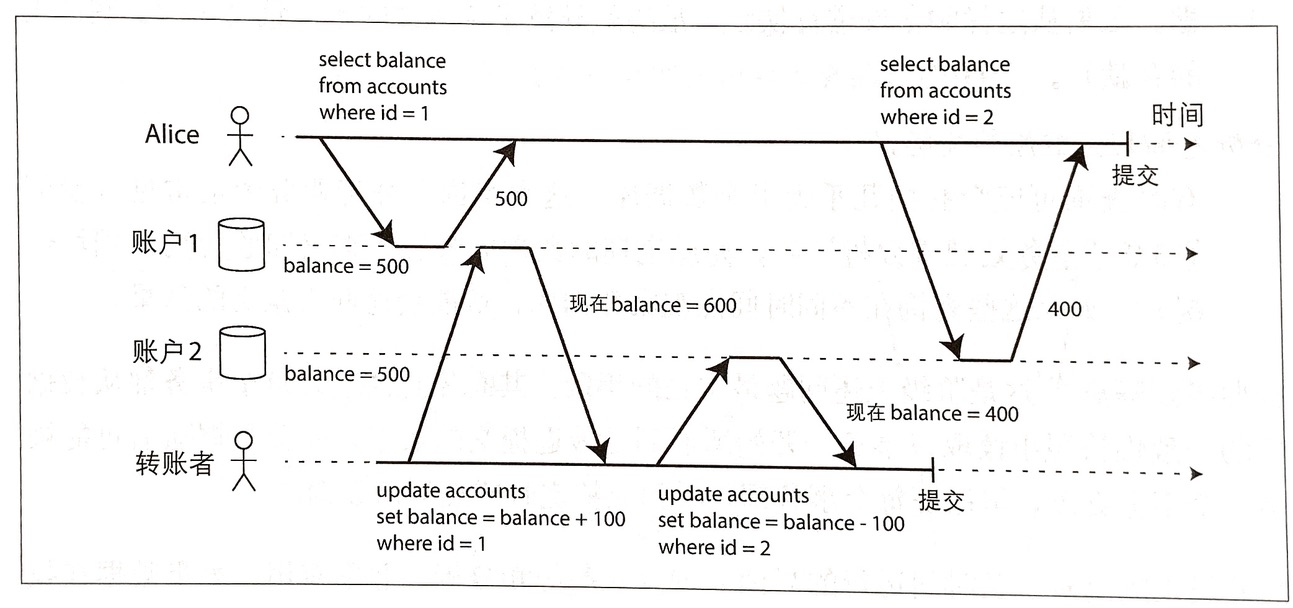 select balance
from accounts
where id = 1
select balance
from accounts
where id = 2
时间
Alice
提交
500
账户1
balance = 500
现在 balance = 600
400
账户2
balance = 500
现在 balance = 400
转账者
提交
update accounts
set balance = balance + 100
where id = 1
update accounts
set balance = balance - 100
where id = 2